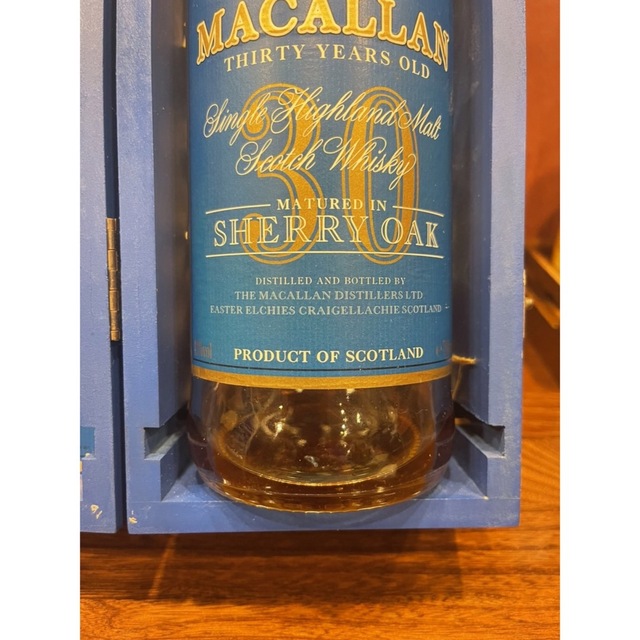 MACALLAN
THIRTY YEARS OLD
30
Single Highland Malt
Scotch Whisky
MATURED IN
SHERRY OAK
DISTILLED AND BOTTLED BY
THE MACALLAN DISTILLERS LTD
EASTER ELCHIES CRAIGELLACHIE SCOTLAND
PRODUCT OF SCOTLAND